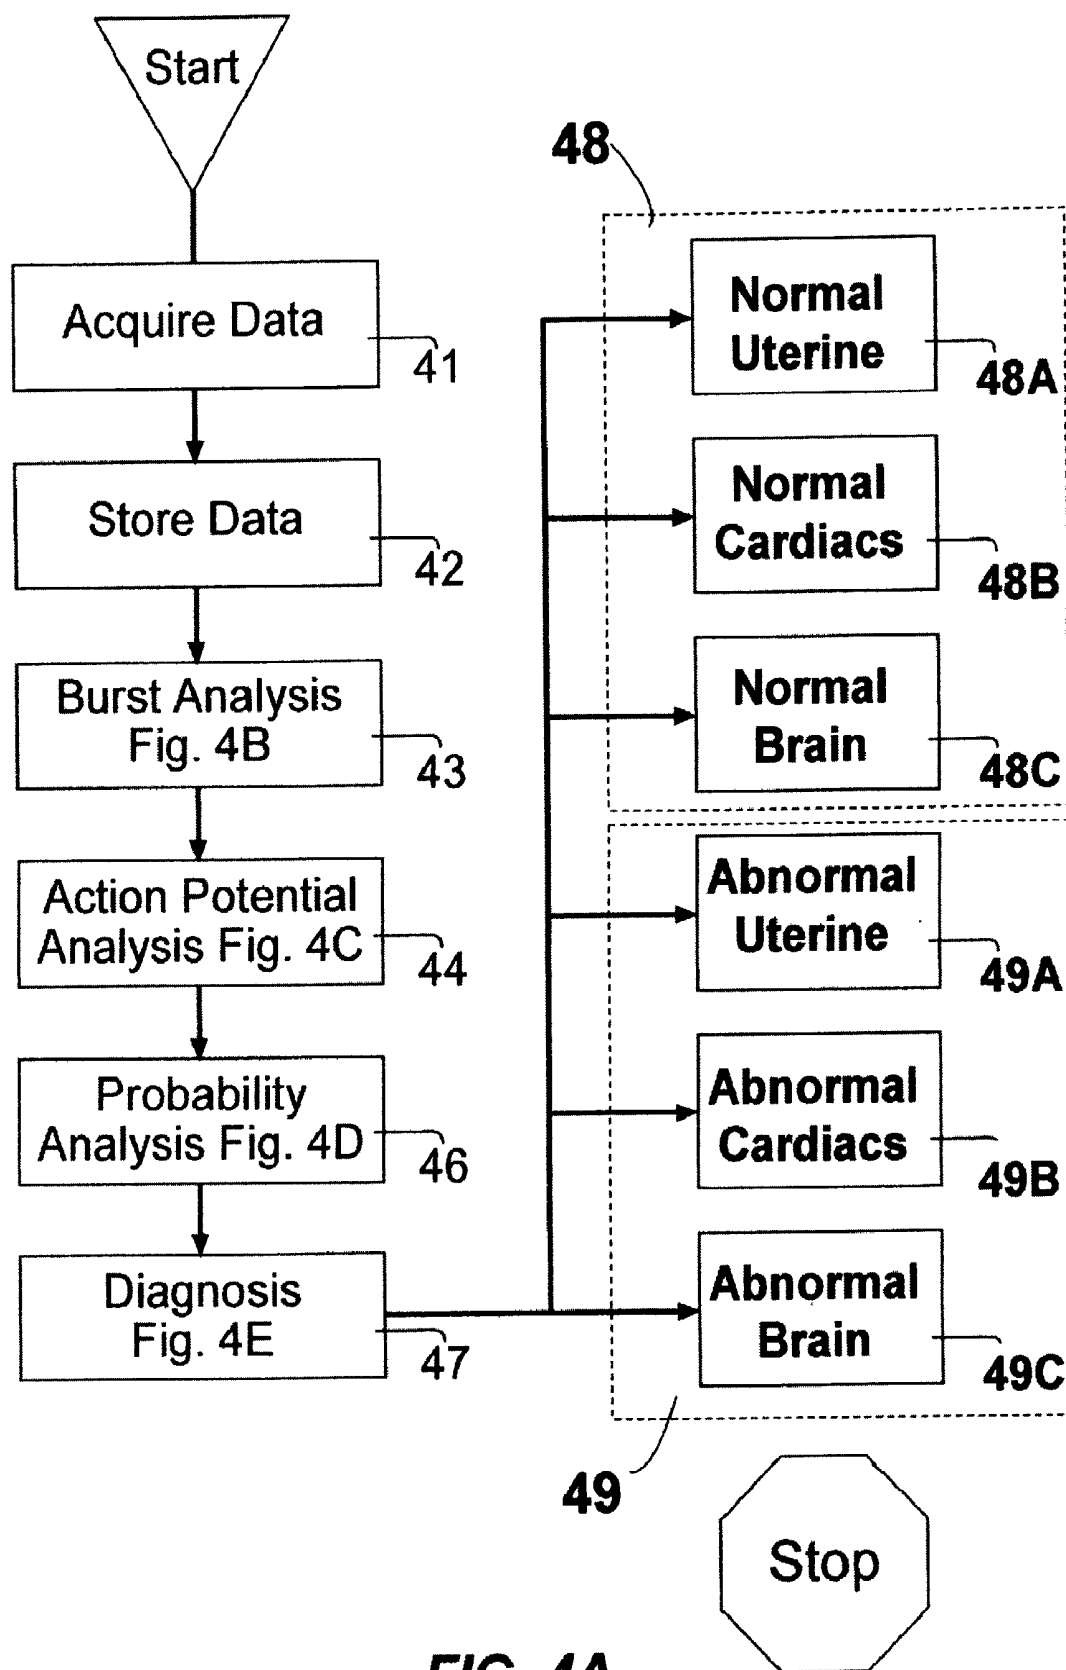 Start
Acquire Data
41
Store Data
42
Burst Analysis
Fig. 4B
43
Action Potential
Analysis Fig. 4C
44
Probability
Analysis Fig. 4D
46
Diagnosis
Fig. 4E
47
48
Normal
Uterine
48A
Normal
Cardiacs
48B
Normal
Brain
48C
Abnormal
Uterine
49A
Abnormal
Cardiacs
49B
Abnormal
Brain
49C
49
Stop
FIG. 4A